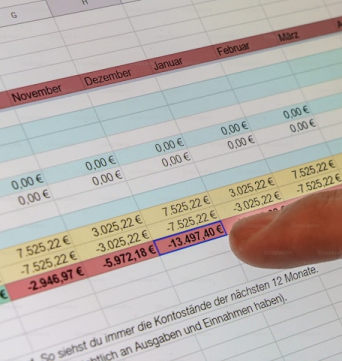 G H
November Dezember Januar Februar März
0,00 € 0,00 € 0,00 € 0,00 € 0,00 €
0,00 € 0,00 € 0,00 € 0,00 € 0,00 €
7.525,22 € 3.025,22 € 7.525,22 € 3.025,22 € 7.525,22 €
-7.525,22 € -3.025,22 € -7.525,22 € -3.025,22 € -7.525,22 €
€ -2.946,97 € -5.972,18 € -13.497,40 €
So siehst du immer die Kontostände der nächsten 12 Monate.
an Ausgaben und Einnahmen haben).